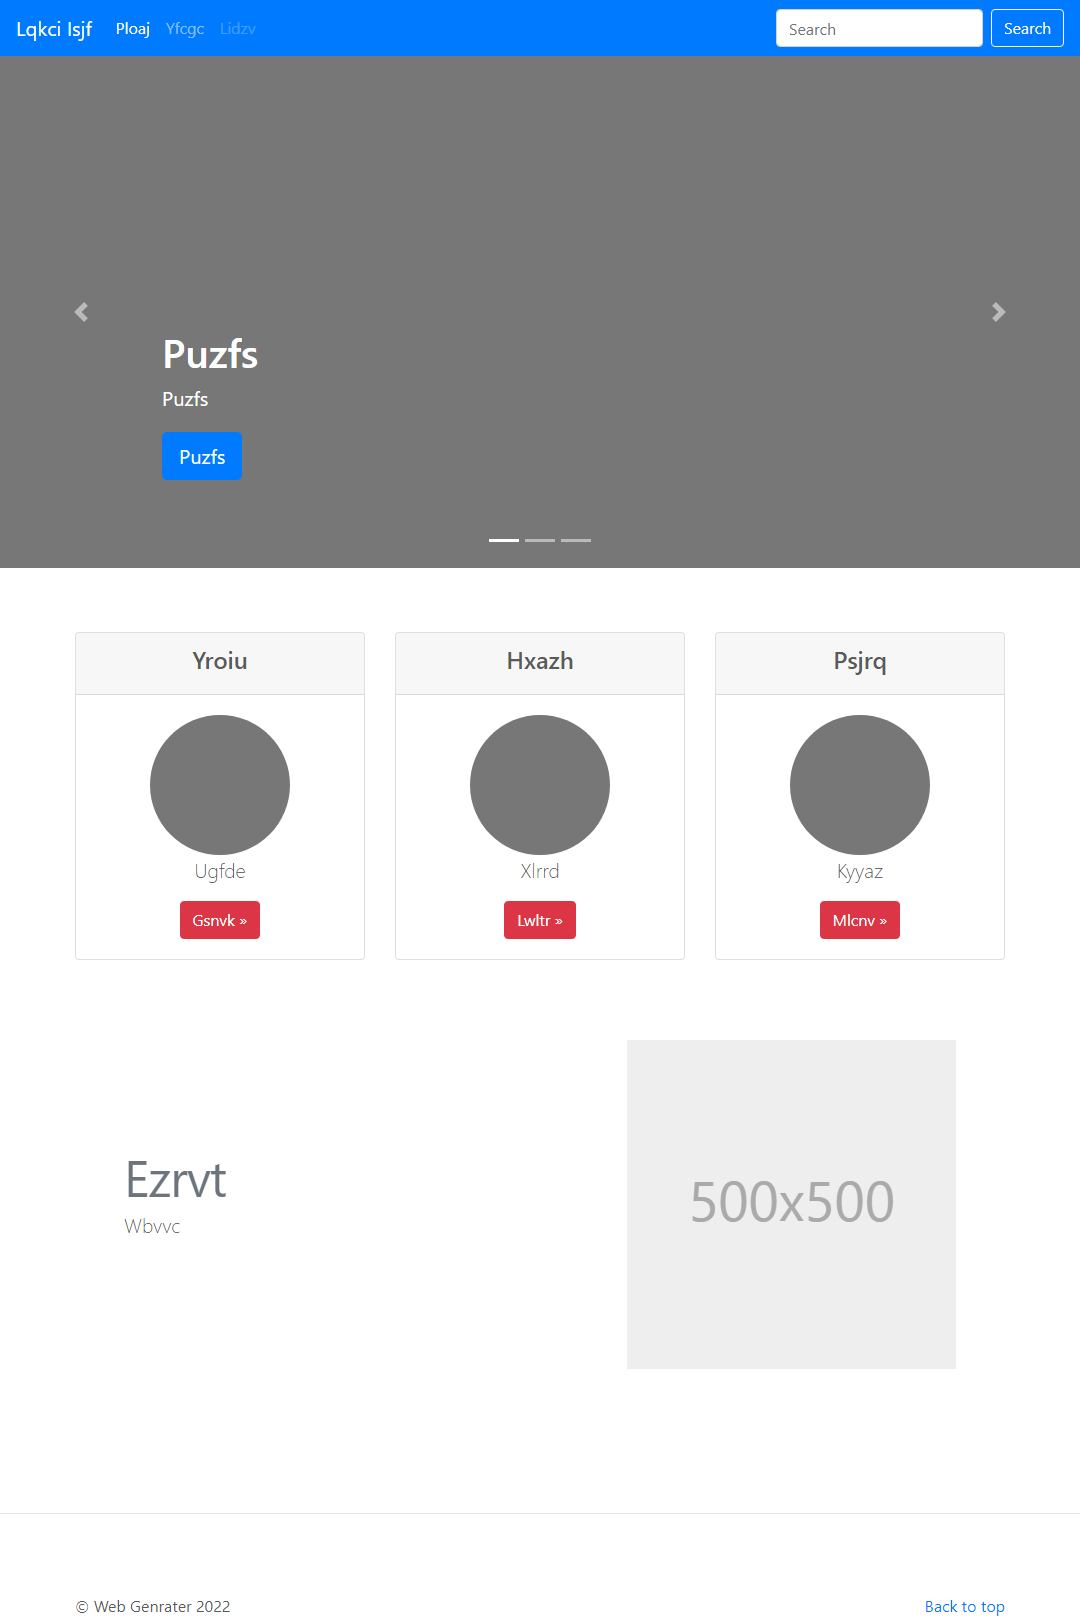 Lqkci lsjf Ploaj Yfcgc Lidzv Search Search
Puzfs
Puzfs
Puzfs
Yroiu
Ugfde
Gsnvk »
Hxazh
Xlrrd
Lwltr »
Psjrq
Kyyaz
Mlcnv »
Ezrvt
Wbvvc
500x500
© Web Genrater 2022
Back to top